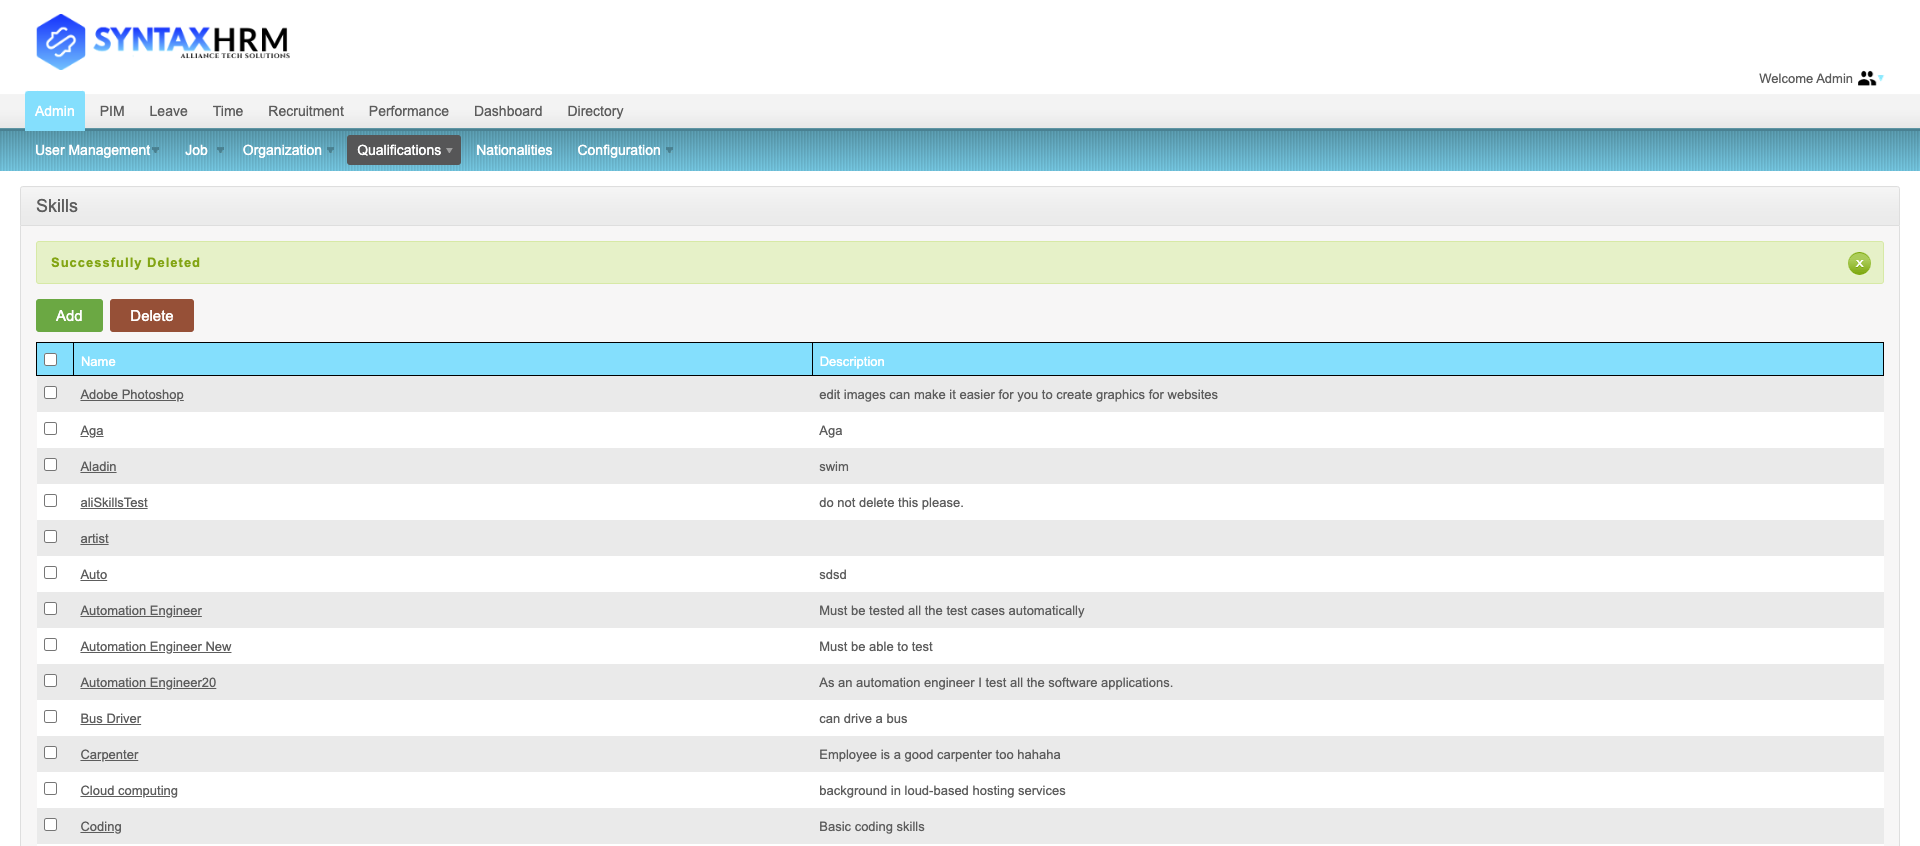 SYNTAXHRM
ALLIANCE TECH SOLUTIONS
Welcome Admin
Admin PIM Leave Time Recruitment Performance Dashboard Directory
User Management Job Organization Qualifications Nationalities Configuration
Skills
Successfully Deleted
x
Add Delete
Name Description
Adobe Photoshop edit images can make it easier for you to create graphics for websites
Aga Aga
Aladin swim
aliSkillsTest do not delete this please.
artist
Auto sdsd
Automation Engineer Must be tested all the test cases automatically
Automation Engineer New Must be able to test
Automation Engineer20 As an automation engineer I test all the software applications.
Bus Driver can drive a bus
Carpenter Employee is a good carpenter too hahaha
Cloud computing background in loud-based hosting services
Coding Basic coding skills